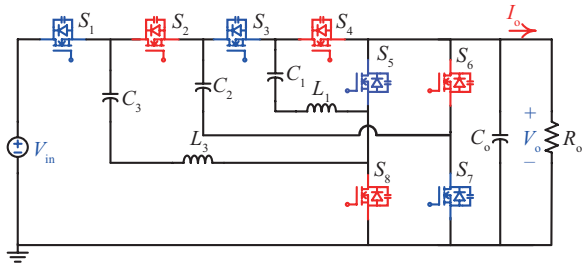 S1 S2 S3 S4 Io
S5 S6
C3 C2 C1 L1
Vin L3 Co + Vo − Ro
S8 S7